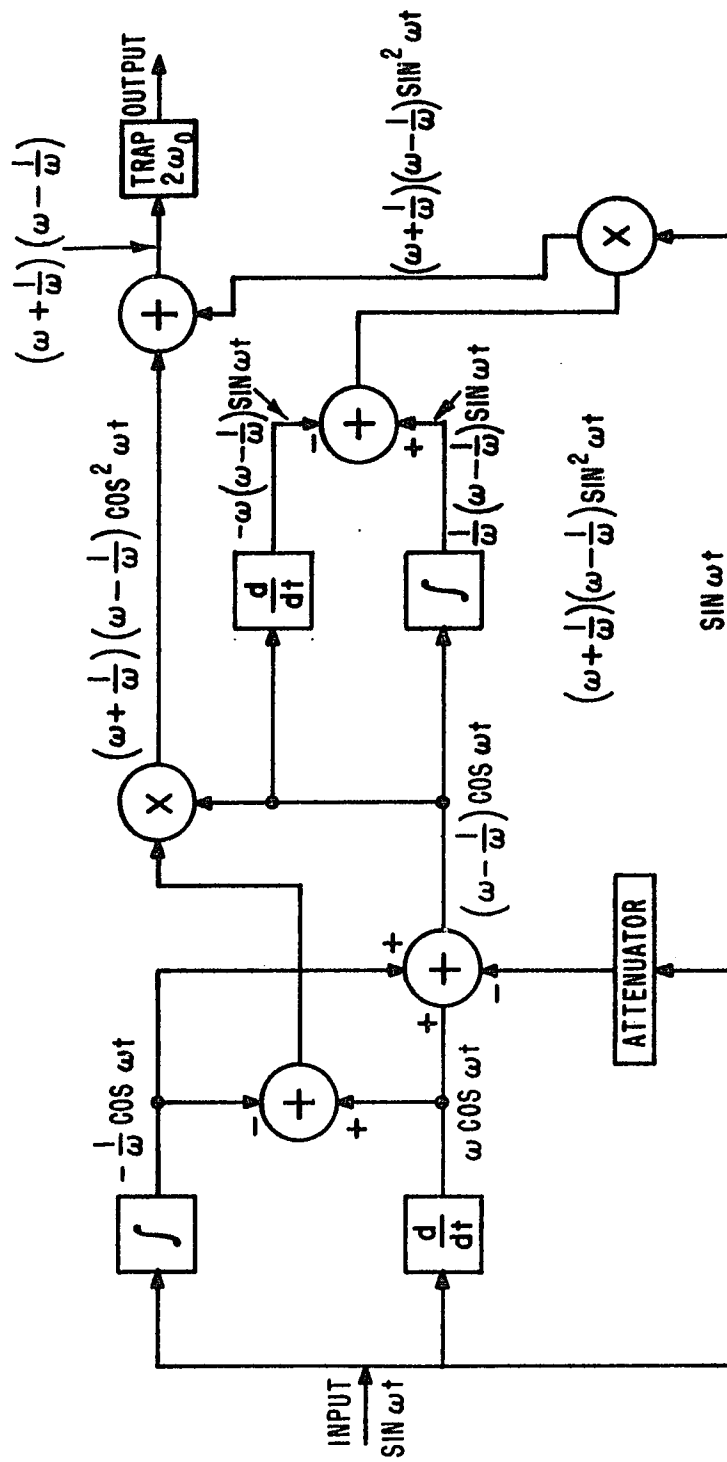 INPUT
SIN ωt
∫
-1/ω COS ωt
d/dt
ω COS ωt
+
-
+
+
+
+
-
ATTENUATOR
(ω - 1/ω) COS ωt
X
(ω + 1/ω) (ω - 1/ω) COS² ωt
d/dt
-ω(ω - 1/ω) SIN ωt
∫
1/ω (ω - 1/ω) SIN ωt
+
-
+
(ω + 1/ω) (ω - 1/ω) SIN² ωt
SIN ωt
X
(ω + 1/ω) (ω - 1/ω) SIN² ωt
+
(ω + 1/ω) (ω - 1/ω)
TRAP
2ω₀
OUTPUT